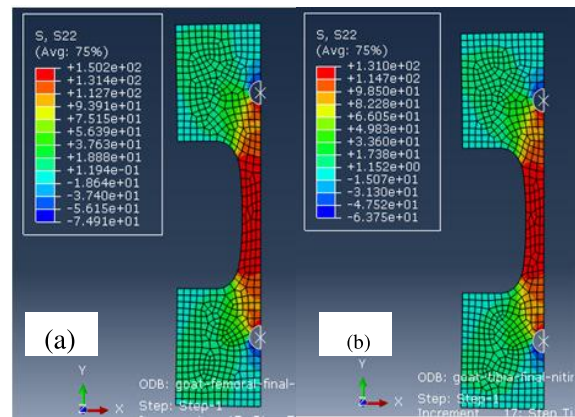 S, S22
(Avg: 75%)
+1.502e+02
+1.314e+02
+1.127e+02
+9.391e+01
+7.515e+01
+5.639e+01
+3.763e+01
+1.888e+01
+1.194e-01
-1.864e+01
-3.740e+01
-5.615e+01
-7.491e+01
(a)
Y
X
ODB: goat-femoral-final-
Step: Step-1
S, S22
(Avg: 75%)
+1.310e+02
+1.147e+02
+9.850e+01
+8.228e+01
+6.605e+01
+4.983e+01
+3.360e+01
+1.738e+01
+1.152e+00
-1.507e+01
-3.130e+01
-4.752e+01
-6.375e+01
(b)
Y
X
ODB: goat-tibia-final-nitin
Step: Step-1
Increment 17: Step Ti